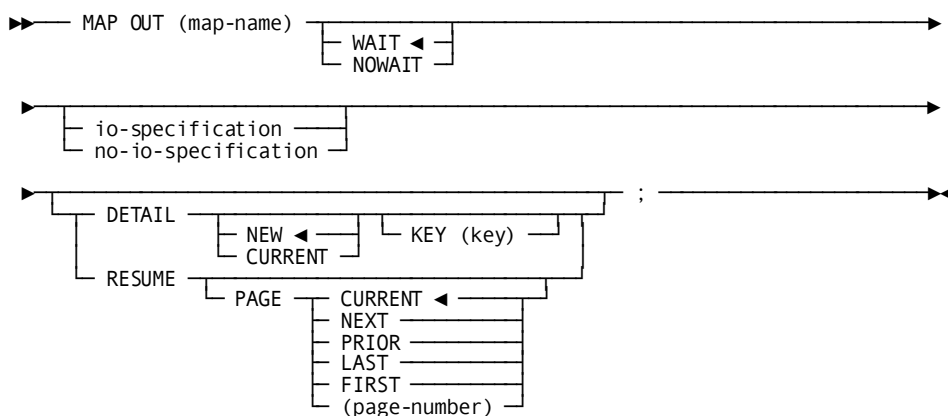 MAP OUT (map-name)
WAIT ◄
NOWAIT
io-specification
no-io-specification
;
DETAIL
NEW ◄
KEY (key)
CURRENT
RESUME
PAGE
CURRENT ◄
NEXT
PRIOR
LAST
FIRST
(page-number)